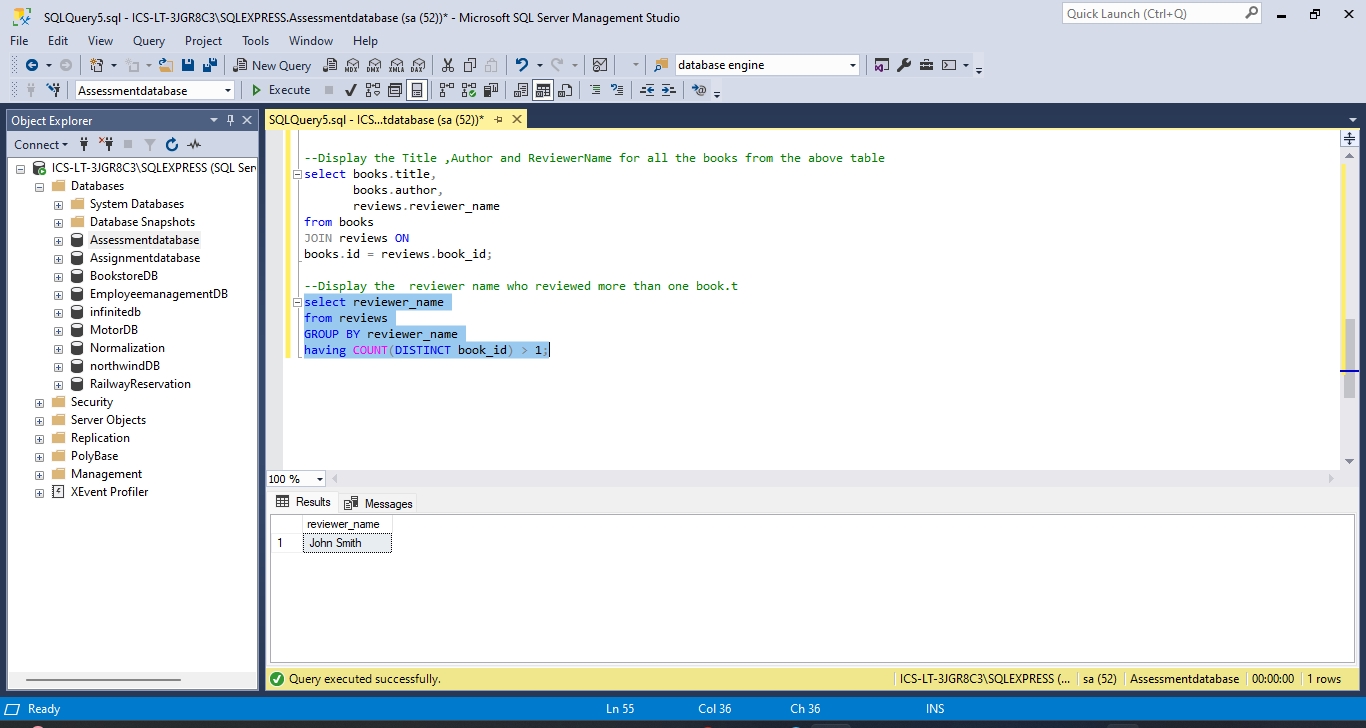 SQLQuery5.sql - ICS-LT-3JGR8C3\SQLEXPRESS.Assessmentdatabase (sa (52))* - Microsoft SQL Server Management Studio
Quick Launch (Ctrl+Q)
File Edit View Query Project Tools Window Help
New Query MDX DMX XMLA DAX database engine
Assessmentdatabase Execute
Object Explorer
Connect
ICS-LT-3JGR8C3\SQLEXPRESS (SQL Ser
Databases
System Databases
Database Snapshots
Assessmentdatabase
Assignmentdatabase
BookstoreDB
EmployeemanagementDB
infinitedb
MotorDB
Normalization
northwindDB
RailwayReservation
Security
Server Objects
Replication
PolyBase
Management
XEvent Profiler
SQLQuery5.sql - ICS...tdatabase (sa (52))*
--Display the Title ,Author and ReviewerName for all the books from the above table
select books.title,
books.author,
reviews.reviewer_name
from books
JOIN reviews ON
books.id = reviews.book_id;
--Display the  reviewer name who reviewed more than one book.t
select reviewer_name
from reviews
GROUP BY reviewer_name
having COUNT(DISTINCT book_id) > 1;
100 %
Results Messages
reviewer_name
1 John Smith
Query executed successfully.
ICS-LT-3JGR8C3\SQLEXPRESS (... sa (52) Assessmentdatabase 00:00:00 1 rows
Ready Ln 55 Col 36 Ch 36 INS